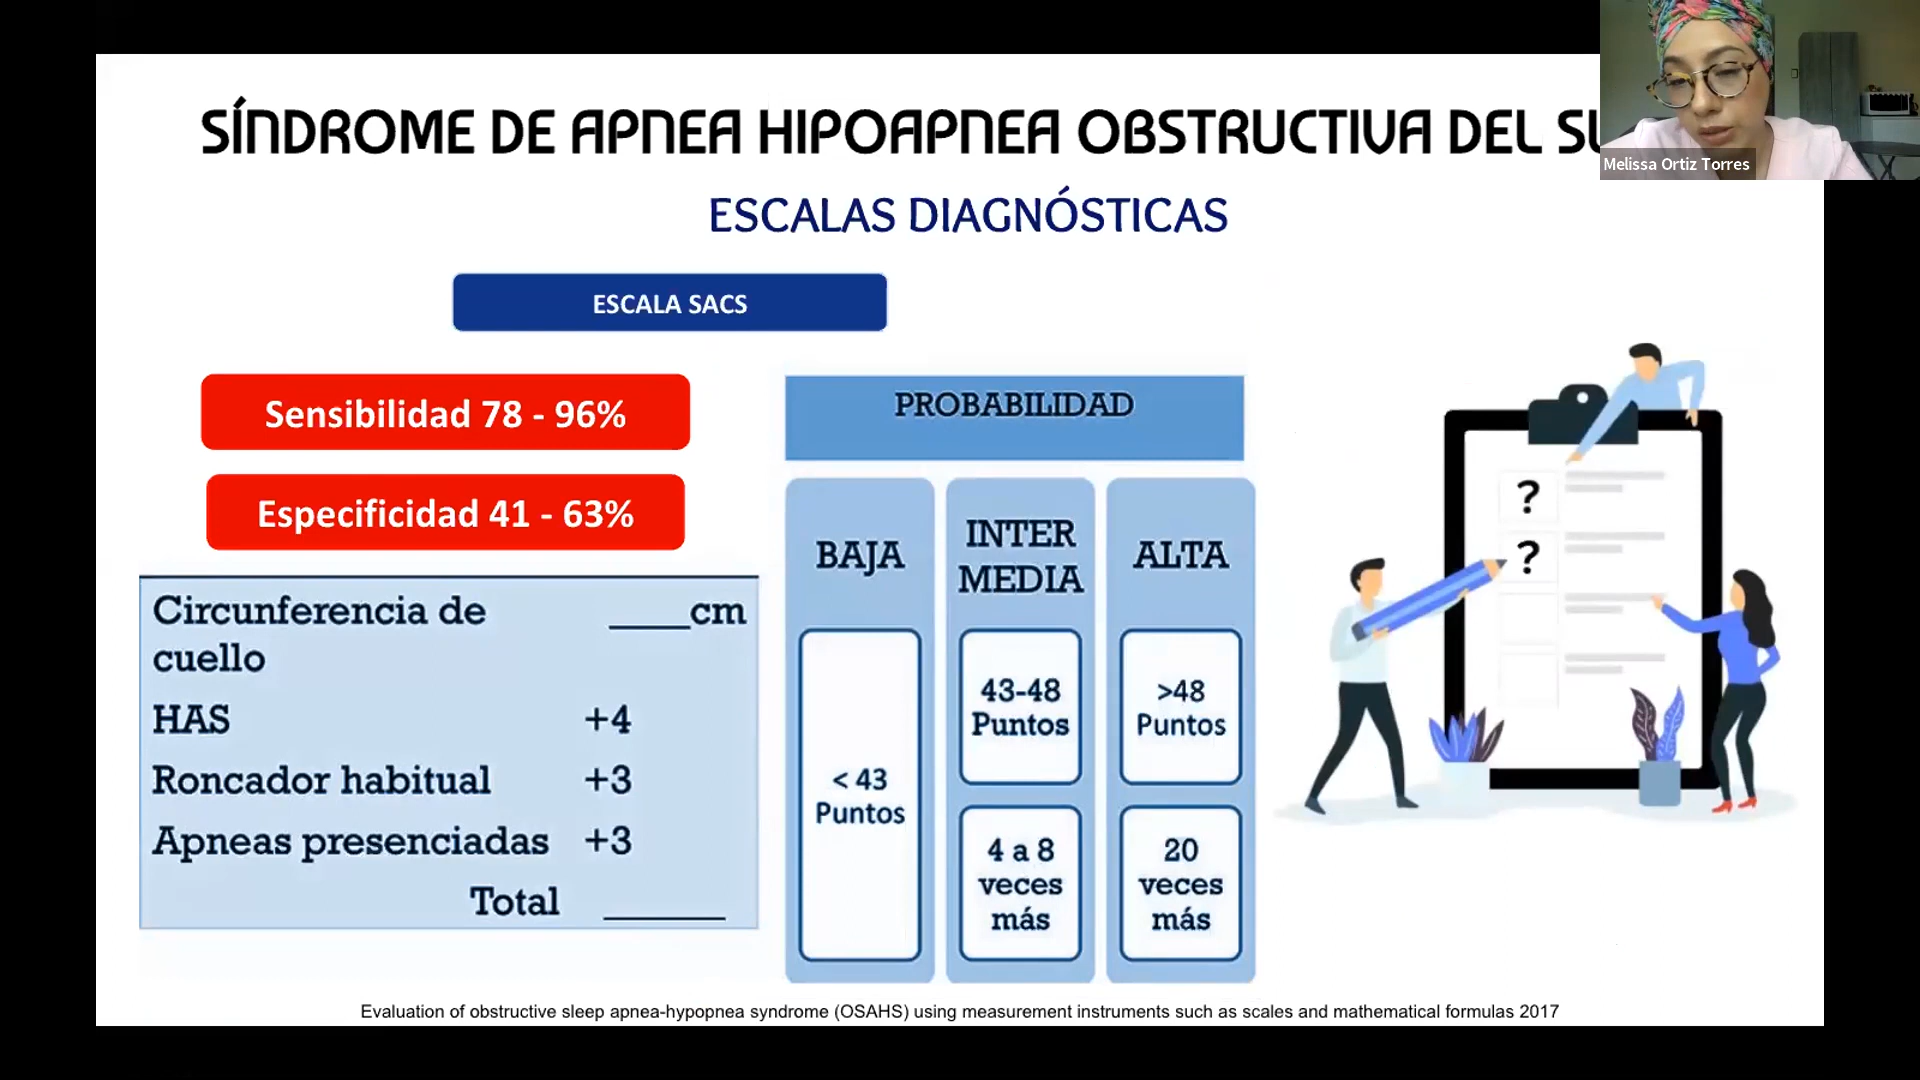 SÍNDROME DE APNEA HIPOAPNEA OBSTRUCTIVA DEL
Melissa Ortiz Torres
ESCALAS DIAGNÓSTICAS
ESCALA SACS
Sensibilidad 78 - 96%
Especificidad 41 - 63%
Circunferencia de ____cm
cuello
HAS +4
Roncador habitual +3
Apneas presenciadas +3
Total ______
PROBABILIDAD
BAJA
< 43
Puntos
INTER
MEDIA
43-48
Puntos
4 a 8
veces
más
ALTA
>48
Puntos
20
veces
más
?
?
Evaluation of obstructive sleep apnea-hypopnea syndrome (OSAHS) using measurement instruments such as scales and mathematical formulas 2017